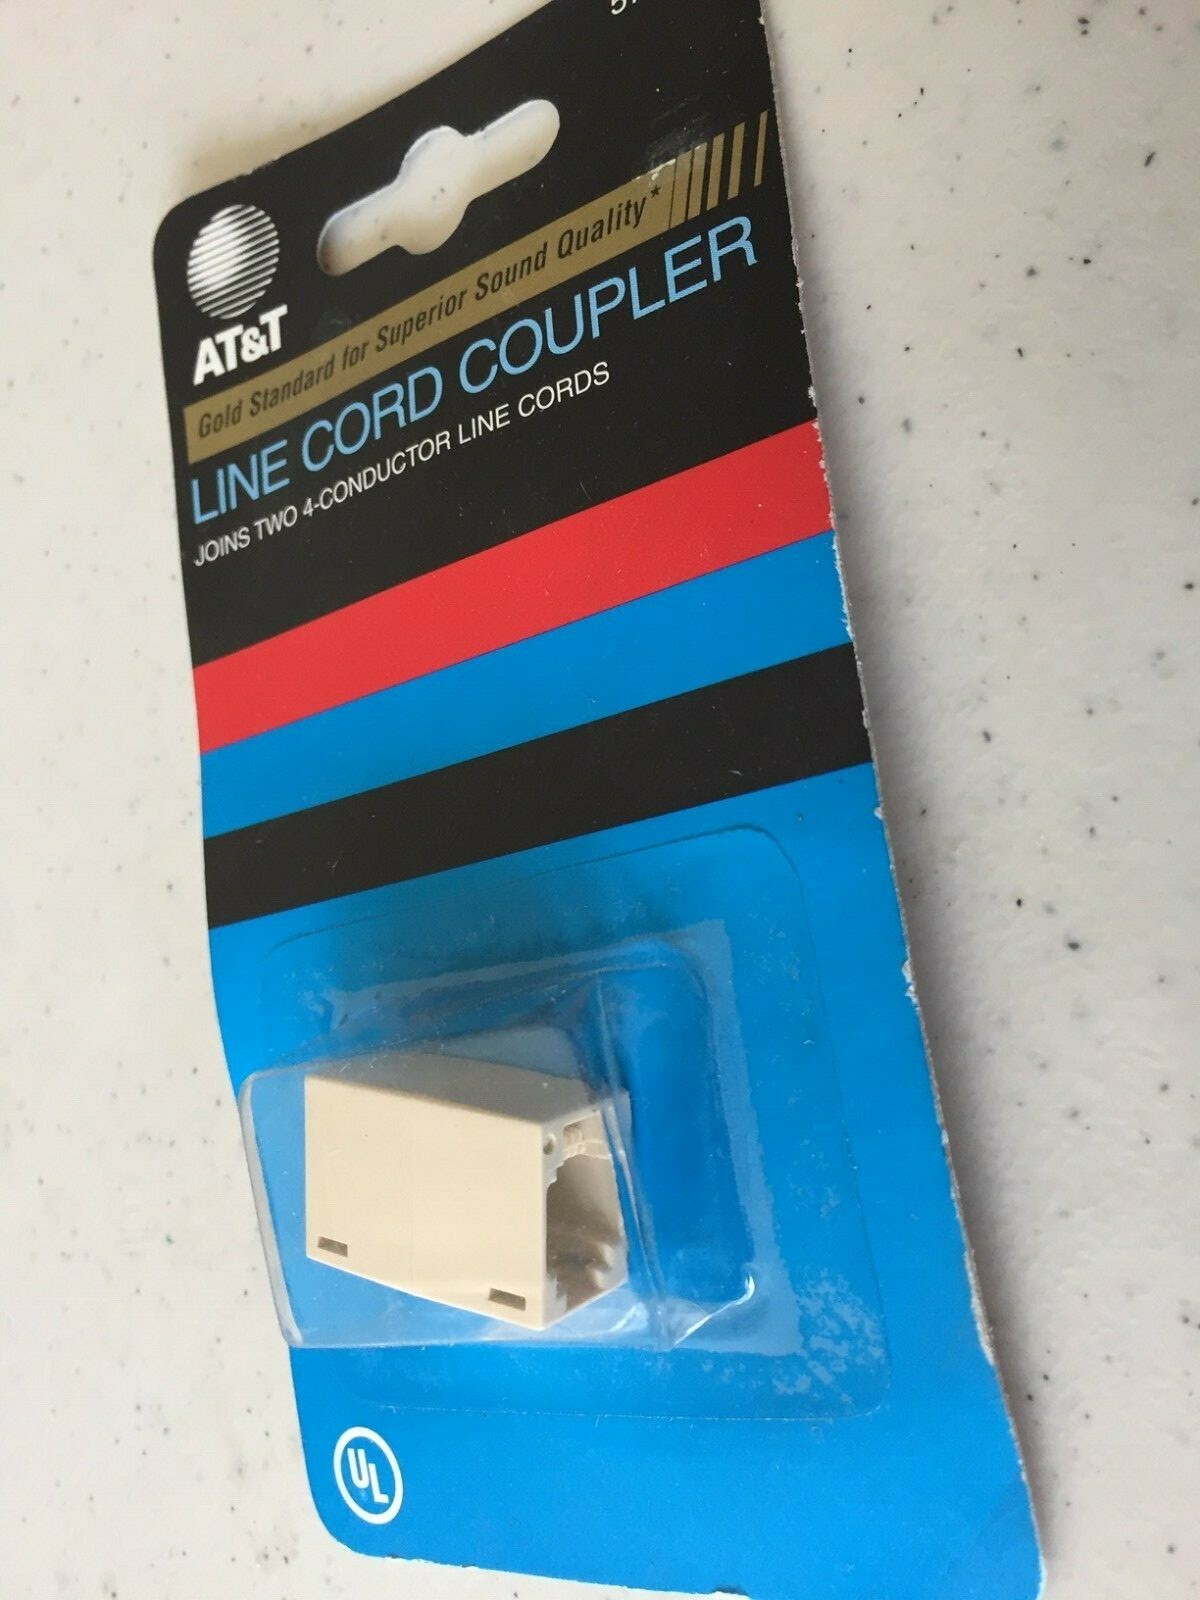 AT&T
Gold Standard for Superior Sound Quality*
LINE CORD COUPLER
JOINS TWO 4-CONDUCTOR LINE CORDS
UL